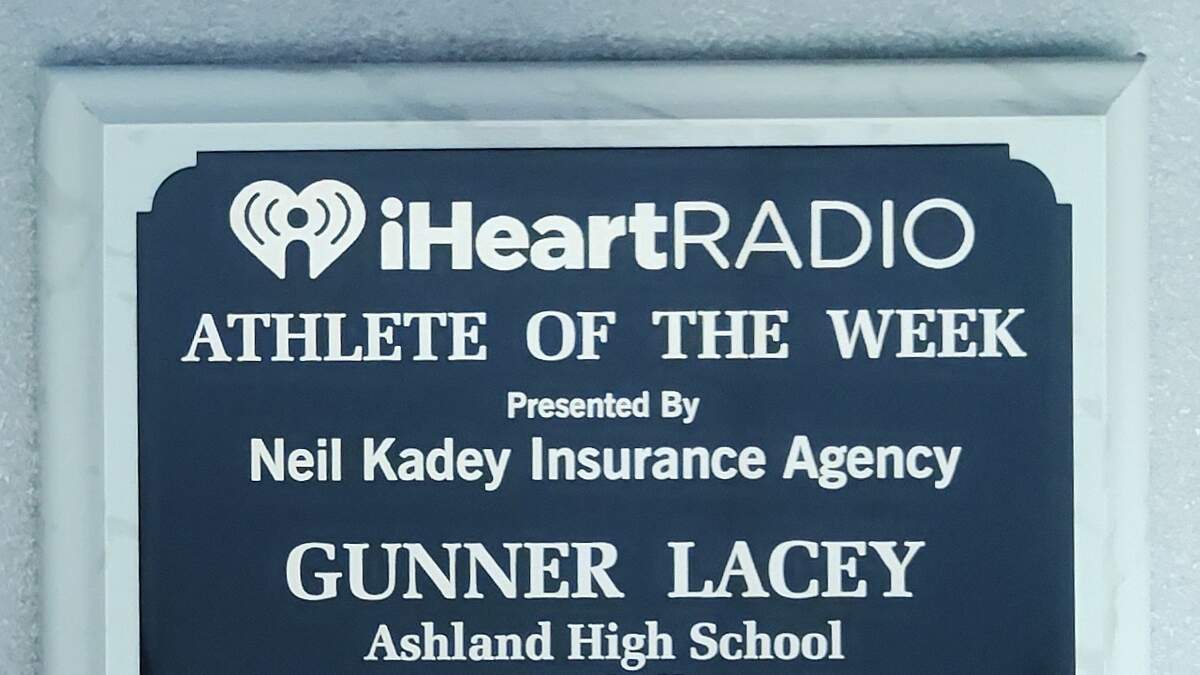 iHeartRADIO
ATHLETE OF THE WEEK
Presented By
Neil Kadey Insurance Agency
GUNNER LACEY
Ashland High School